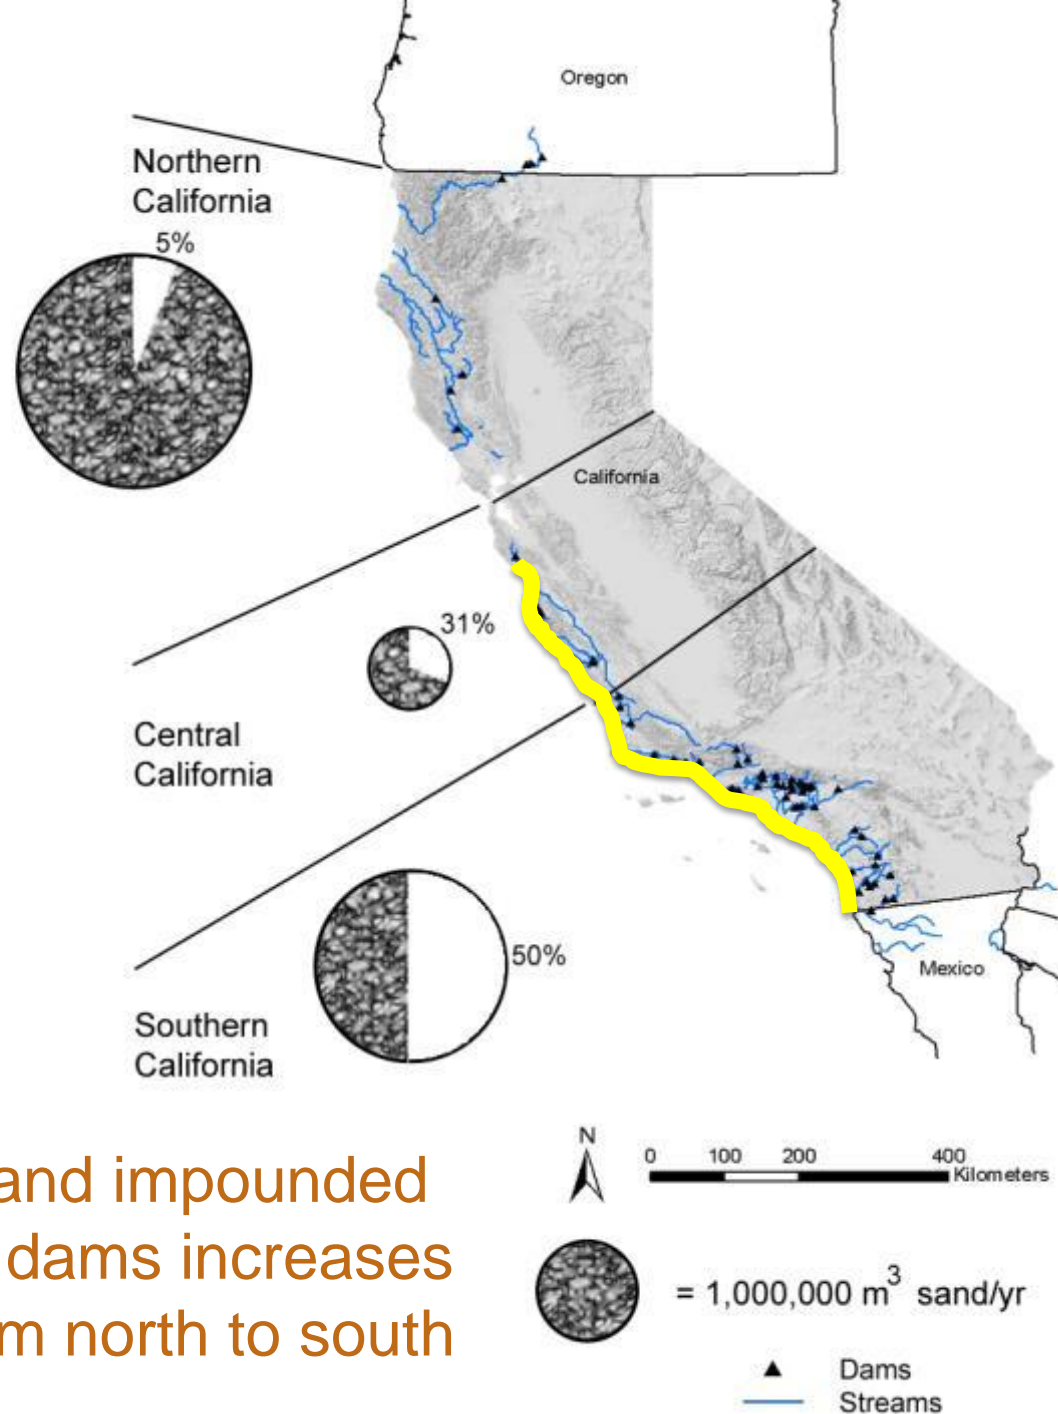 Oregon
Northern
California
5%
California
31%
Central
California
50%
Mexico
Southern
California
N
0 100 200 400
Kilometers
and impounded
dams increases
m north to south
= 1,000,000 m³ sand/yr
Dams
Streams